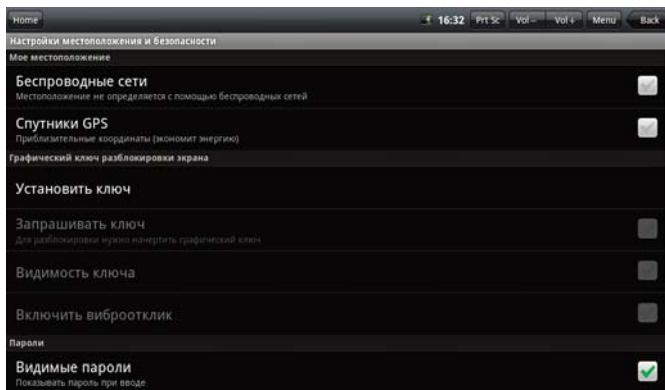 Home 16:32 Prt Sc Vol− Vol+ Menu Back
Настройки местоположения и безопасности
Мое местоположение
Беспроводные сети
Местоположение не определяется с помощью беспроводных сетей
Спутники GPS
Приблизительные координаты (экономит энергию)
Графический ключ разблокировки экрана
Установить ключ
Запрашивать ключ
Для разблокировки нужно начертить графический ключ
Видимость ключа
Включить виброотклик
Пароли
Видимые пароли
Показывать пароль при вводе